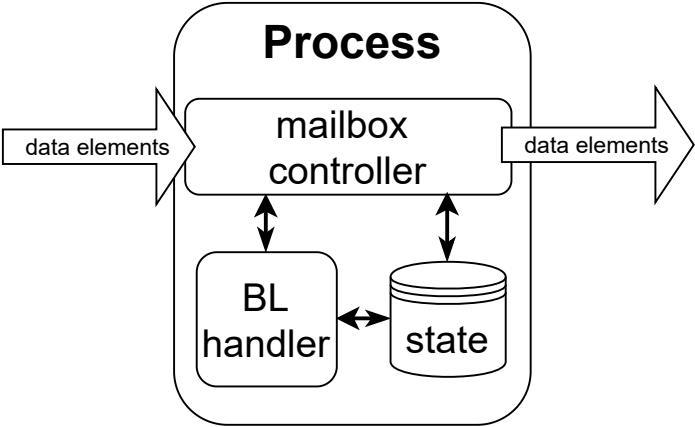 Process
mailbox
controller
data elements
data elements
BL
handler
state